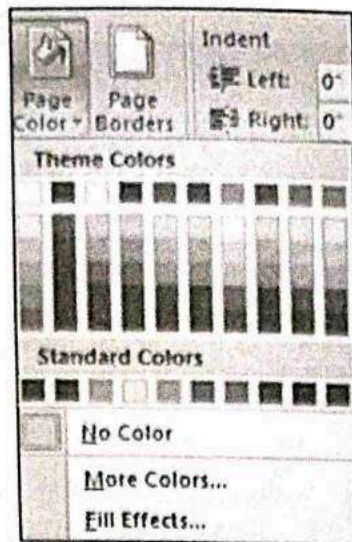 Page Color
Page Borders
Indent
Left: 0"
Right: 0"
Theme Colors
Standard Colors
No Color
More Colors...
Fill Effects...